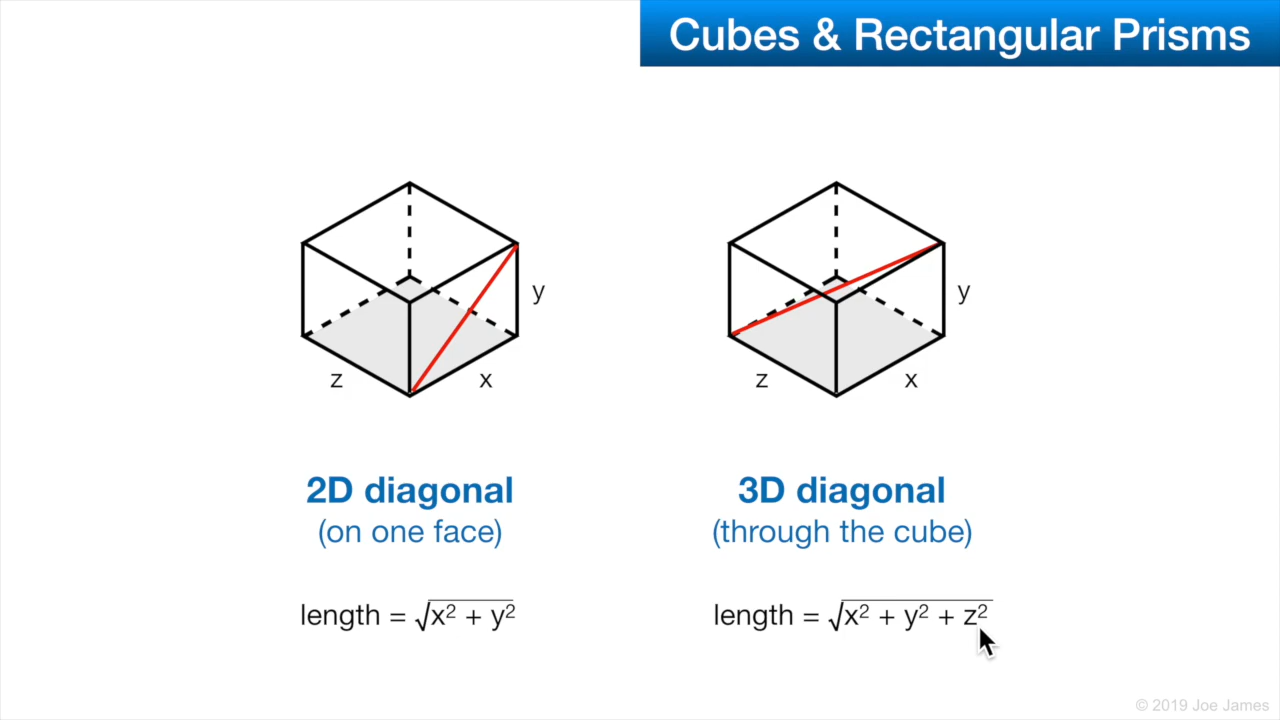 Cubes & Rectangular Prisms
y
z
x
y
z
x
2D diagonal
(on one face)
3D diagonal
(through the cube)
length = √x² + y²
length = √x² + y² + z²
© 2019 Joe James